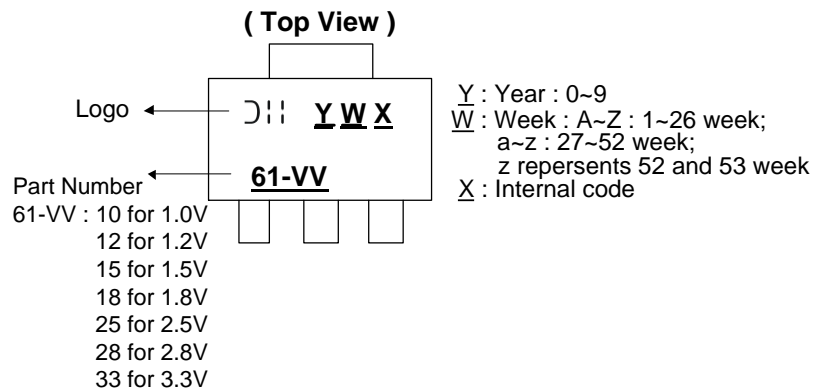 ( Top View )
Logo
Y W X
61-VV
Y : Year : 0~9
W : Week : A~Z : 1~26 week;
a~z : 27~52 week;
z repersents 52 and 53 week
X : Internal code
Part Number
61-VV : 10 for 1.0V
12 for 1.2V
15 for 1.5V
18 for 1.8V
25 for 2.5V
28 for 2.8V
33 for 3.3V